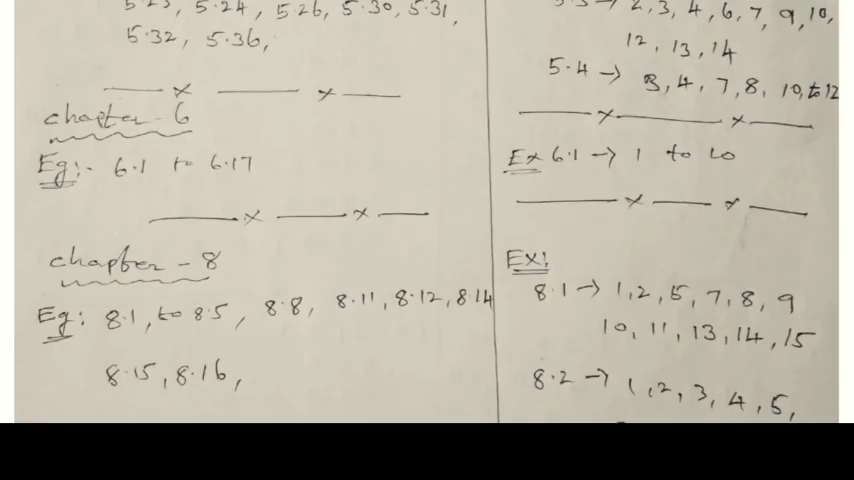 5.23, 5.24, 5.26, 5.30, 5.31,
5.32, 5.36,
chapter - 6
Eg:- 6.1 to 6.17
chapter - 8
Eg: 8.1, to 8.5, 8.8, 8.11, 8.12, 8.14
8.15, 8.16,
5.3 → 2, 3, 4, 6, 7, 9, 10,
12, 13, 14
5.4 → 3, 4, 7, 8, 10, to 12
Ex 6.1 → 1 to 10
Ex:
8.1 → 1, 2, 5, 7, 8, 9
10, 11, 13, 14, 15
8.2 → 1, 2, 3, 4, 5,